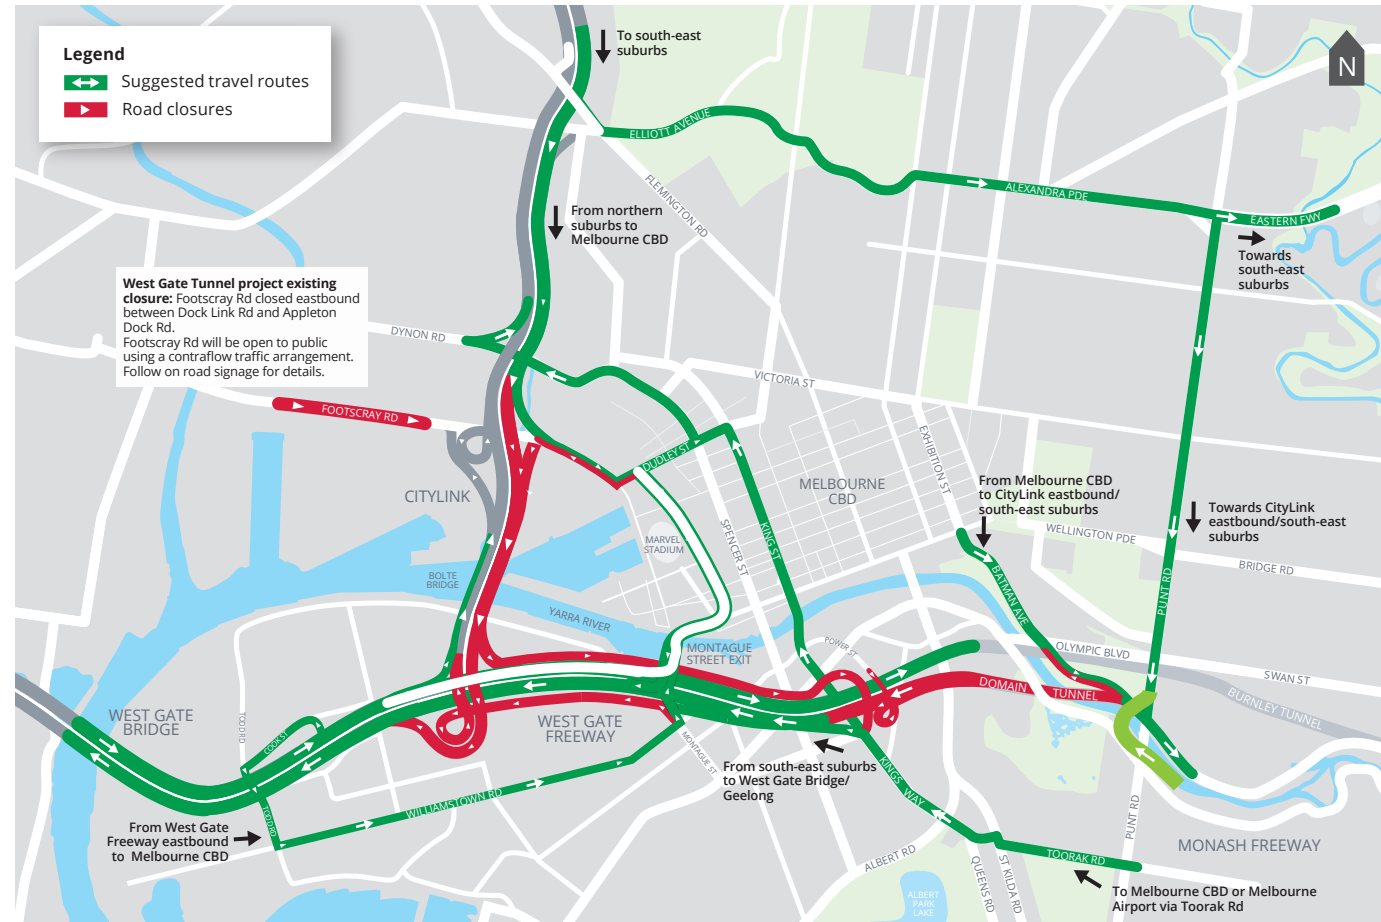 Legend
Suggested travel routes
Road closures
N
To south-east
suburbs
ELLIOTT AVENUE
FLEMINGTON RD
ALEXANDRA PDE
EASTERN FWY
Towards
south-east
suburbs
From northern
suburbs to
Melbourne CBD
West Gate Tunnel project existing
closure: Footscray Rd closed eastbound
between Dock Link Rd and Appleton
Dock Rd.
Footscray Rd will be open to public
using a contraflow traffic arrangement.
Follow on road signage for details.
DYNON RD
VICTORIA ST
FOOTSCRAY RD
DUDLEY ST
EXHIBITION ST
CITYLINK
MELBOURNE
CBD
From Melbourne CBD
to CityLink eastbound/
south-east suburbs
Towards CityLink
eastbound/south-east
suburbs
SPENCER ST
KING ST
MARVEL
STADIUM
WELLINGTON PDE
BRIDGE RD
BOLTE
BRIDGE
YARRA RIVER
BATMAN AVE
PUNT RD
MONTAGUE
STREET EXIT
POWER ST
OLYMPIC BLVD
SWAN ST
DOMAIN TUNNEL
BURNLEY TUNNEL
WEST GATE
BRIDGE
TODD RD
COOK ST
WEST GATE
FREEWAY
MONTAGUE ST
From south-east suburbs
to West Gate Bridge/
Geelong
KINGS WAY
WILLIAMSTOWN RD
TODD RD
From West Gate
Freeway eastbound
to Melbourne CBD
PUNT RD
MONASH FREEWAY
ALBERT RD
QUEENS RD
ST KILDA RD
TOORAK RD
ALBERT
PARK
LAKE
To Melbourne CBD or Melbourne
Airport via Toorak Rd